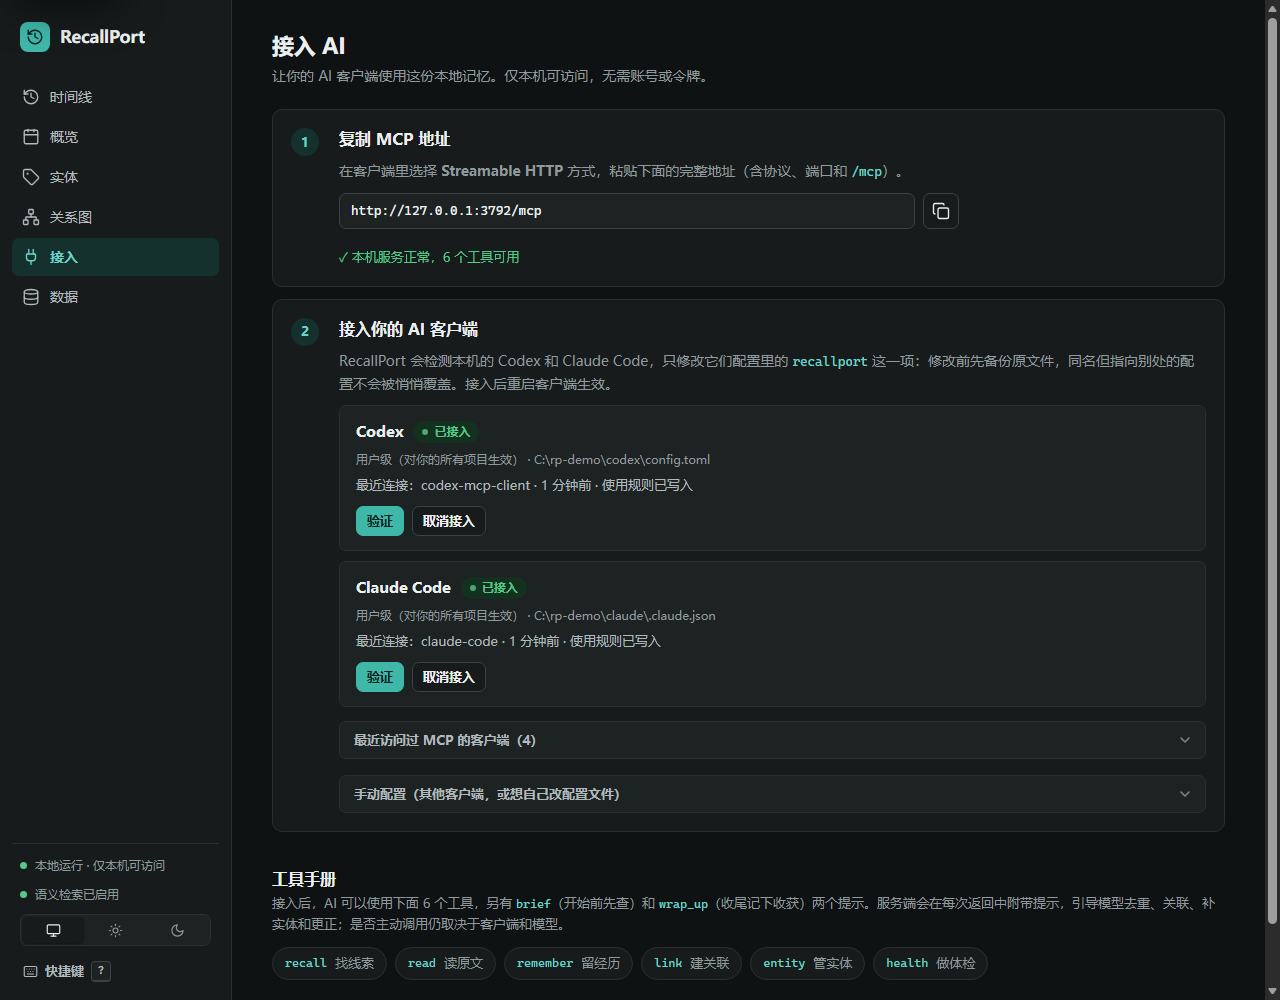 RecallPort
时间线
概览
实体
关系图
接入
数据
本地运行 · 仅本机可访问
语义检索已启用
快捷键 ?
接入 AI
让你的 AI 客户端使用这份本地记忆。仅本机可访问，无需账号或令牌。
1 复制 MCP 地址
在客户端里选择 Streamable HTTP 方式，粘贴下面的完整地址（含协议、端口和 /mcp）。
http://127.0.0.1:3792/mcp
✓ 本机服务正常，6 个工具可用
2 接入你的 AI 客户端
RecallPort 会检测本机的 Codex 和 Claude Code，只修改它们配置里的 recallport 这一项：修改前先备份原文件，同名但指向别处的配
置不会被悄悄覆盖。接入后重启客户端生效。
Codex 已接入
用户级（对你的所有项目生效） · C:\rp-demo\codex\config.toml
最近连接：codex-mcp-client · 1 分钟前 · 使用规则已写入
验证 取消接入
Claude Code 已接入
用户级（对你的所有项目生效） · C:\rp-demo\claude\.claude.json
最近连接：claude-code · 1 分钟前 · 使用规则已写入
验证 取消接入
最近访问过 MCP 的客户端（4）
手动配置（其他客户端，或想自己改配置文件）
工具手册
接入后，AI 可以使用下面 6 个工具，另有 brief（开始前先查）和 wrap_up（收尾记下收获）两个提示。服务端会在每次返回中附带提示，引导模型去重、关联、补
实体和更正；是否主动调用仍取决于客户端和模型。
recall 找线索 read 读原文 remember 留经历 link 建关联 entity 管实体 health 做体检